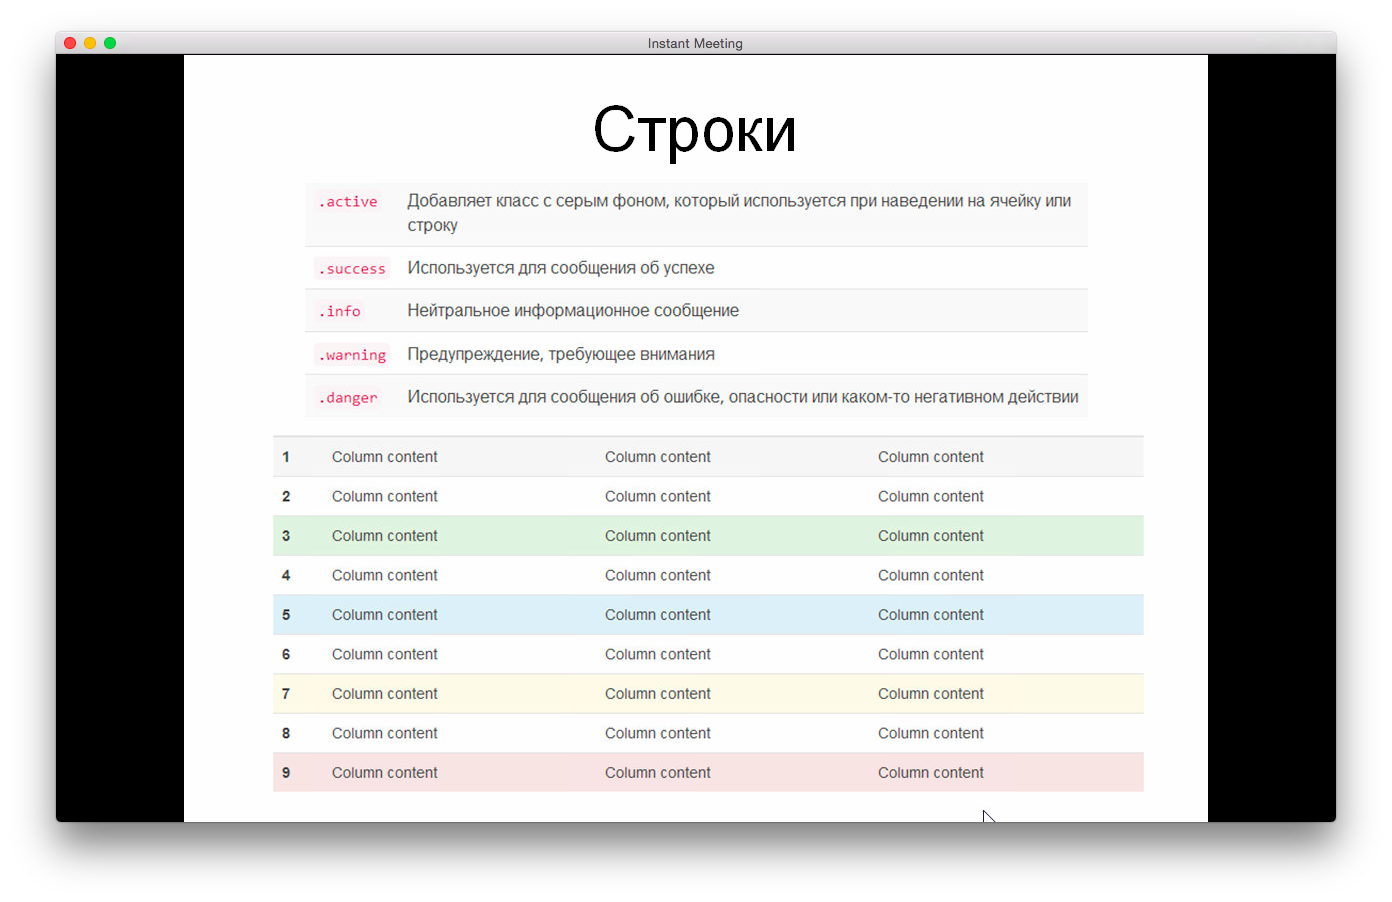 Instant Meeting
Строки
.active Добавляет класс с серым фоном, который используется при наведении на ячейку или
строку
.success Используется для сообщения об успехе
.info Нейтральное информационное сообщение
.warning Предупреждение, требующее внимания
.danger Используется для сообщения об ошибке, опасности или каком-то негативном действии
1 Column content Column content Column content
2 Column content Column content Column content
3 Column content Column content Column content
4 Column content Column content Column content
5 Column content Column content Column content
6 Column content Column content Column content
7 Column content Column content Column content
8 Column content Column content Column content
9 Column content Column content Column content